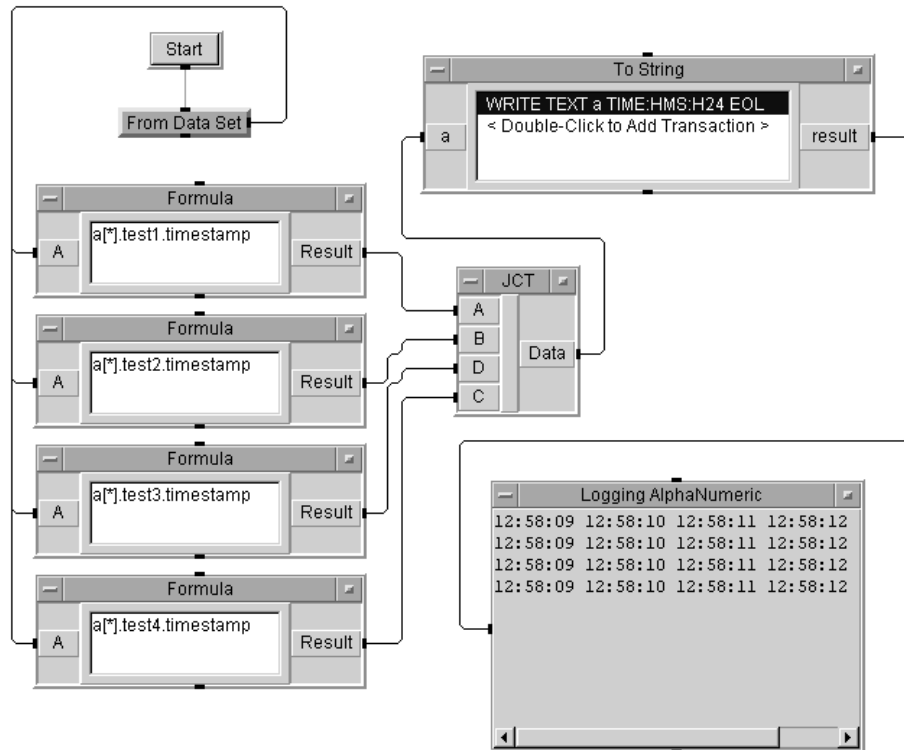 Start
From Data Set
To String
a
WRITE TEXT a TIME:HMS:H24 EOL
< Double-Click to Add Transaction >
result
Formula
A
a[*].test1.timestamp
Result
Formula
A
a[*].test2.timestamp
Result
Formula
A
a[*].test3.timestamp
Result
Formula
A
a[*].test4.timestamp
Result
JCT
A
B
D
C
Data
Logging AlphaNumeric
12:58:09 12:58:10 12:58:11 12:58:12
12:58:09 12:58:10 12:58:11 12:58:12
12:58:09 12:58:10 12:58:11 12:58:12
12:58:09 12:58:10 12:58:11 12:58:12